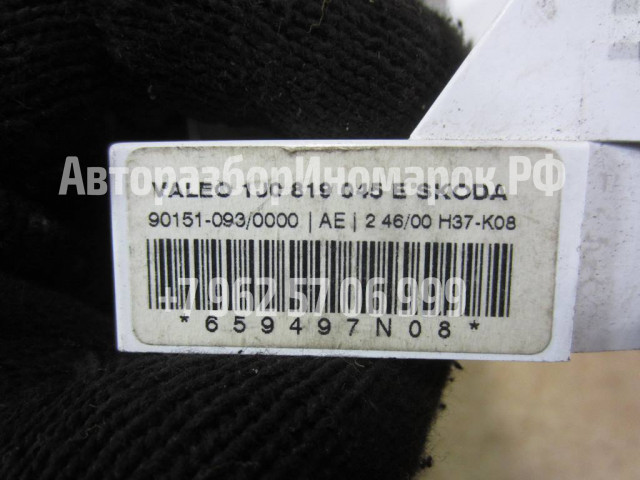 VALEO 1J0 819 045 E SKODA
АвторазборИномарок.РФ
90151-093/0000 | AE | 2 46/00 H37-K08
+7 962 57 06 999
*659497N08*